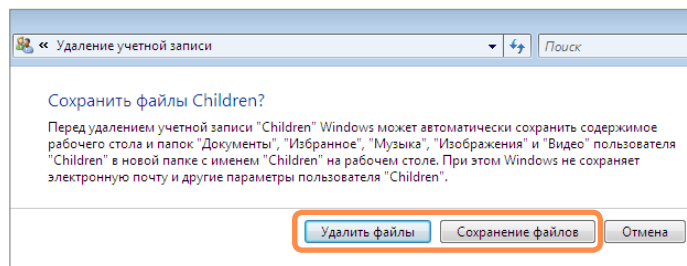 « Удаление учетной записи
Поиск
Сохранить файлы Children?
Перед удалением учетной записи "Children" Windows может автоматически сохранить содержимое
рабочего стола и папок "Документы", "Избранное", "Музыка", "Изображения" и "Видео" пользователя
"Children" в новой папке с именем "Children" на рабочем столе. При этом Windows не сохраняет
электронную почту и другие параметры пользователя "Children".
Удалить файлы Сохранение файлов Отмена